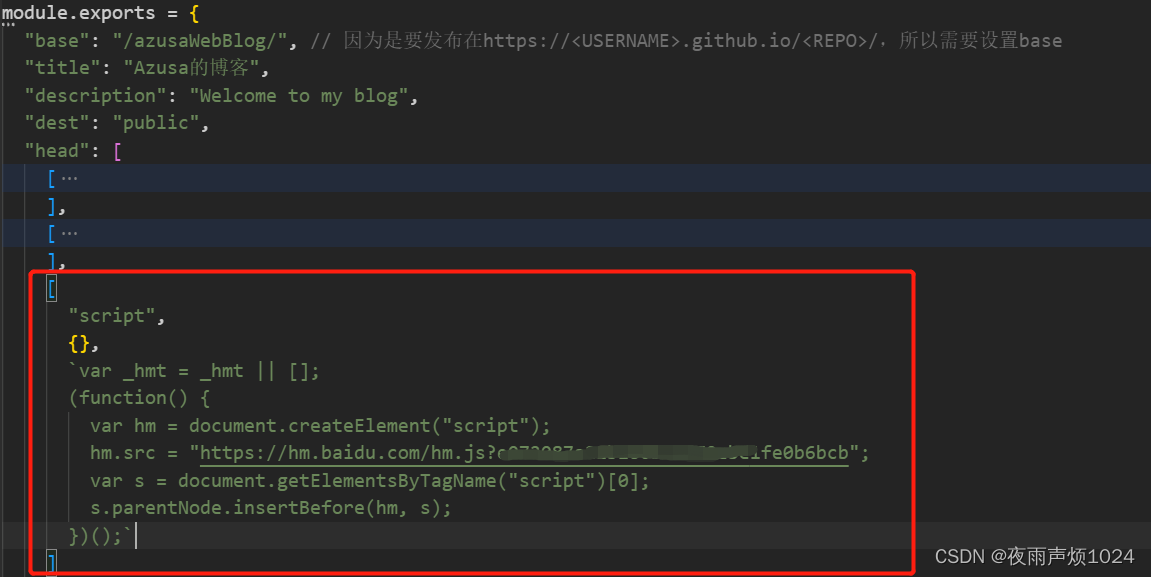 module.exports = {
"base": "/azusaWebBlog/", // 因为是要发布在https://<USERNAME>.github.io/<REPO>/，所以需要设置base
"title": "Azusa的博客",
"description": "Welcome to my blog",
"dest": "public",
"head": [
[ ···
],
[ ···
],
[
"script",
{},
`var _hmt = _hmt || [];
(function() {
var hm = document.createElement("script");
hm.src = "https://hm.baidu.com/hm.js?ife0b6bcb";
var s = document.getElementsByTagName("script")[0];
s.parentNode.insertBefore(hm, s);
})();`
]
CSDN @夜雨声烦1024